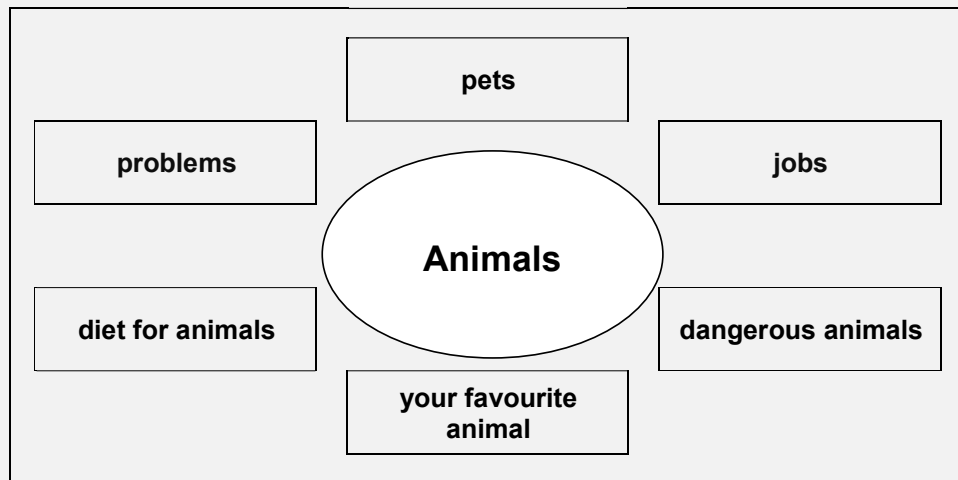 pets
problems
jobs
Animals
diet for animals
dangerous animals
your favourite
animal